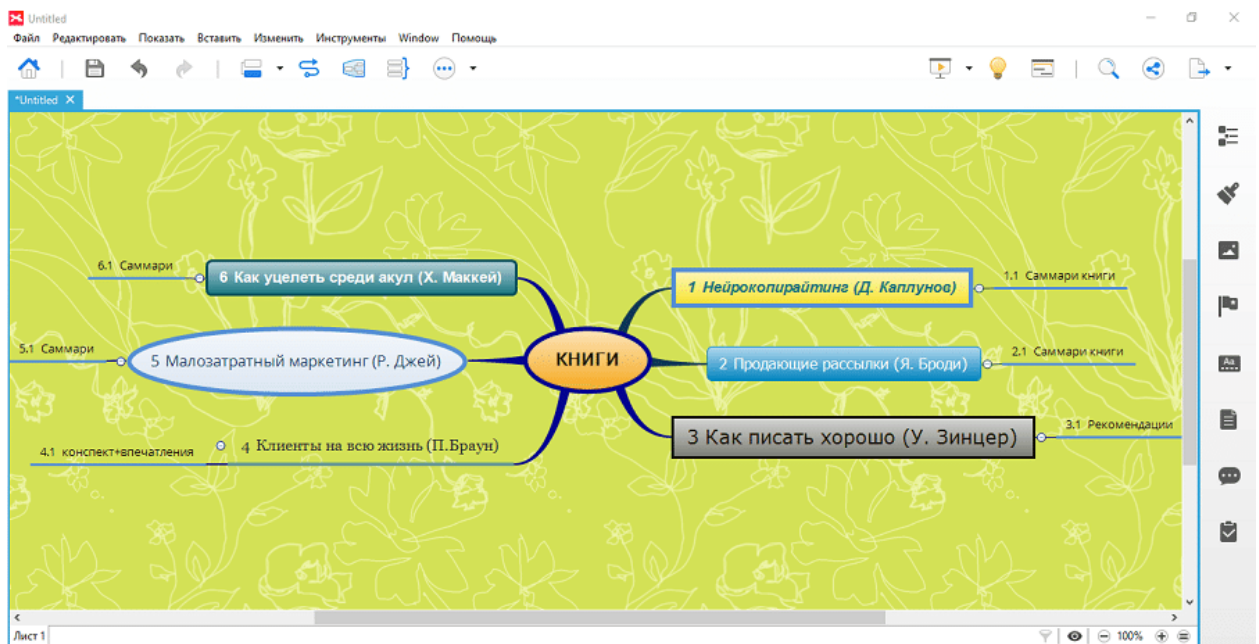 Untitled
Файл Редактировать Показать Вставить Изменить Инструменты Window Помощь
*Untitled X
6.1 Саммари
6 Как уцелеть среди акул (Х. Маккей)
5.1 Саммари
5 Малозатратный маркетинг (Р. Джей)
4.1 конспект+впечатления
4 Клиенты на всю жизнь (П.Браун)
КНИГИ
1 Нейрокопирайтинг (Д. Каплунов)
1.1 Саммари книги
2 Продающие рассылки (Я. Броди)
2.1 Саммари книги
3 Как писать хорошо (У. Зинцер)
3.1 Рекомендации
Aa
Лист 1
100%